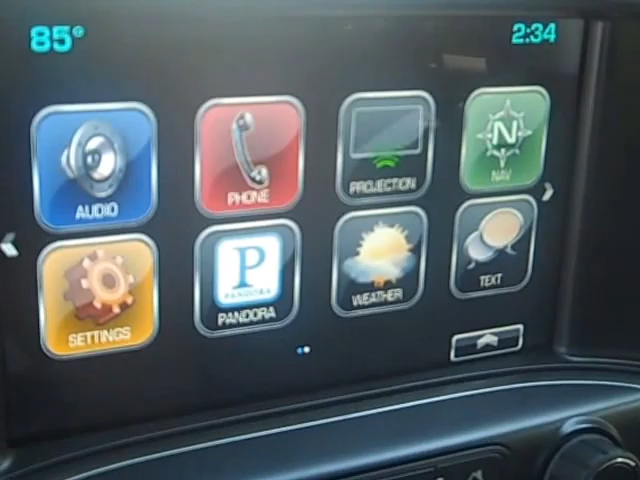 85°
2:34
AUDIO
PHONE
PROJECTION
N
NAV
SETTINGS
P
PANDORA
PANDORA
WEATHER
TEXT